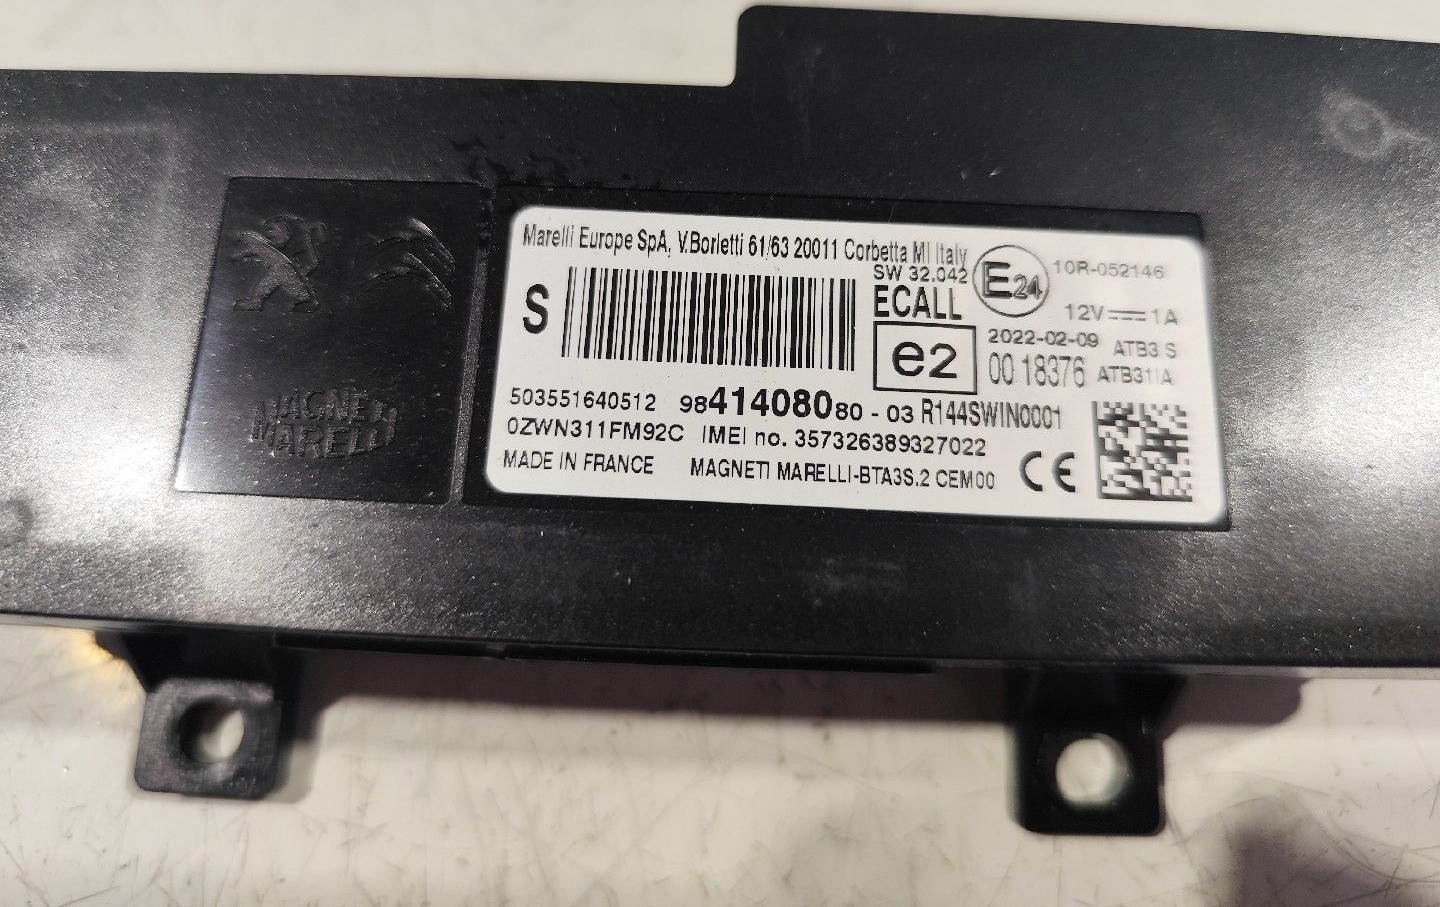 Marelli Europe SpA, V.Borletti 61/63 20011 Corbetta MI Italy
SW 32.042
E24
10R-052146
S
ECALL
12V 1A
e2
2022-02-09 ATB3 S
00 18376 ATB31IA
503551640512 9841408080-03 R144SWIN0001
0ZWN311FM92C IMEI no. 357326389327022
MADE IN FRANCE MAGNETI MARELLI-BTA3S.2 CEM00 CE
MAGNETI
MARELLI